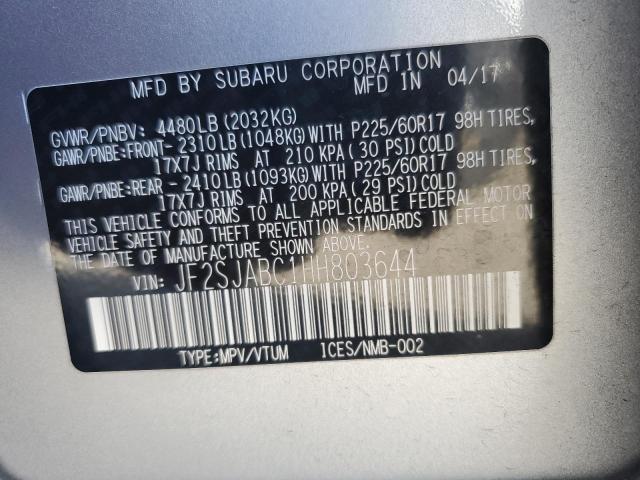 MFD BY SUBARU CORPORATION
MFD IN 04/17
GVWR/PNBV: 4480LB (2032KG)
GAWR/PNBE:FRONT- 2310LB (1048KG)WITH P225/60R17 98H TIRES,
17X7J RIMS AT 210 KPA (30 PSI)COLD
GAWR/PNBE:REAR - 2410LB (1093KG)WITH P225/60R17 98H TIRES,
17X7J RIMS AT 200 KPA (29 PSI)COLD
THIS VEHICLE CONFORMS TO ALL APPLICABLE FEDERAL MOTOR
VEHICLE SAFETY AND THEFT PREVENTION STANDARDS IN EFFECT ON
THE DATE OF MANUFACTURE SHOWN ABOVE.
VIN: JF2SJABC1HH803644
TYPE:MPV/VTUM ICES/NMB-002